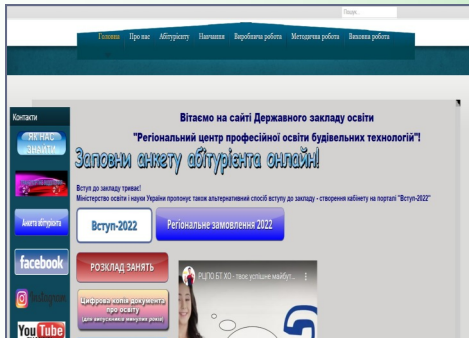 Пошук...
Головна Про нас Абітурієнту Навчання Виробнича робота Методична робота Виховна робота
Контакти
ЯК НАС ЗНАЙТИ
Анкета абітурієнта
facebook
Instagram
You Tube
Вітаємо на сайті Державного закладу освіти
"Регіональний центр професійної освіти будівельних технологій"!
Заповни анкету абітурієнта онлайн!
Вступ до закладу триває!
Міністерство освіти і науки України пропонує також альтернативний спосіб вступу до закладу - створення кабінету на порталі "Вступ-2022"
Вступ-2022
Регіональне замовлення 2022
РОЗКЛАД ЗАНЯТЬ
Цифрова копія документа
про освіту
(для випускників минулих років)
РЦПО БТ ХО - твоє успішне майбут...